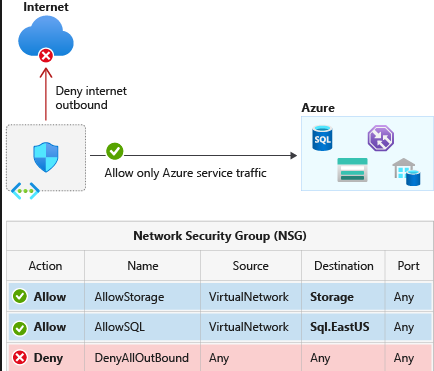 Internet
Deny internet
outbound
Azure
SQL
Allow only Azure service traffic
Network Security Group (NSG)
Action Name Source Destination Port
Allow AllowStorage VirtualNetwork Storage Any
Allow AllowSQL VirtualNetwork Sql.EastUS Any
Deny DenyAllOutBound Any Any Any